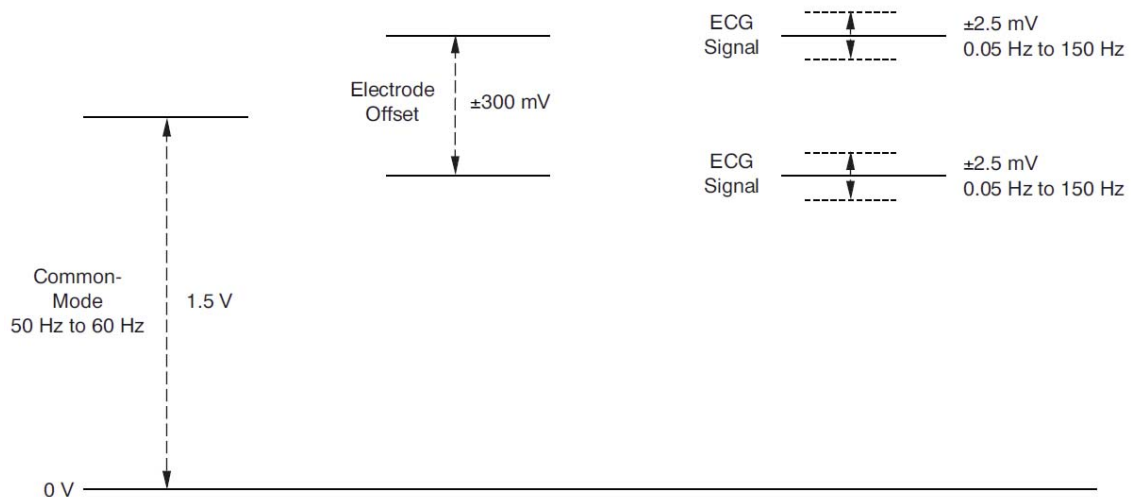 ECG
Signal
±2.5 mV
0.05 Hz to 150 Hz
Electrode
Offset
±300 mV
ECG
Signal
±2.5 mV
0.05 Hz to 150 Hz
Common-
Mode
50 Hz to 60 Hz
1.5 V
0 V